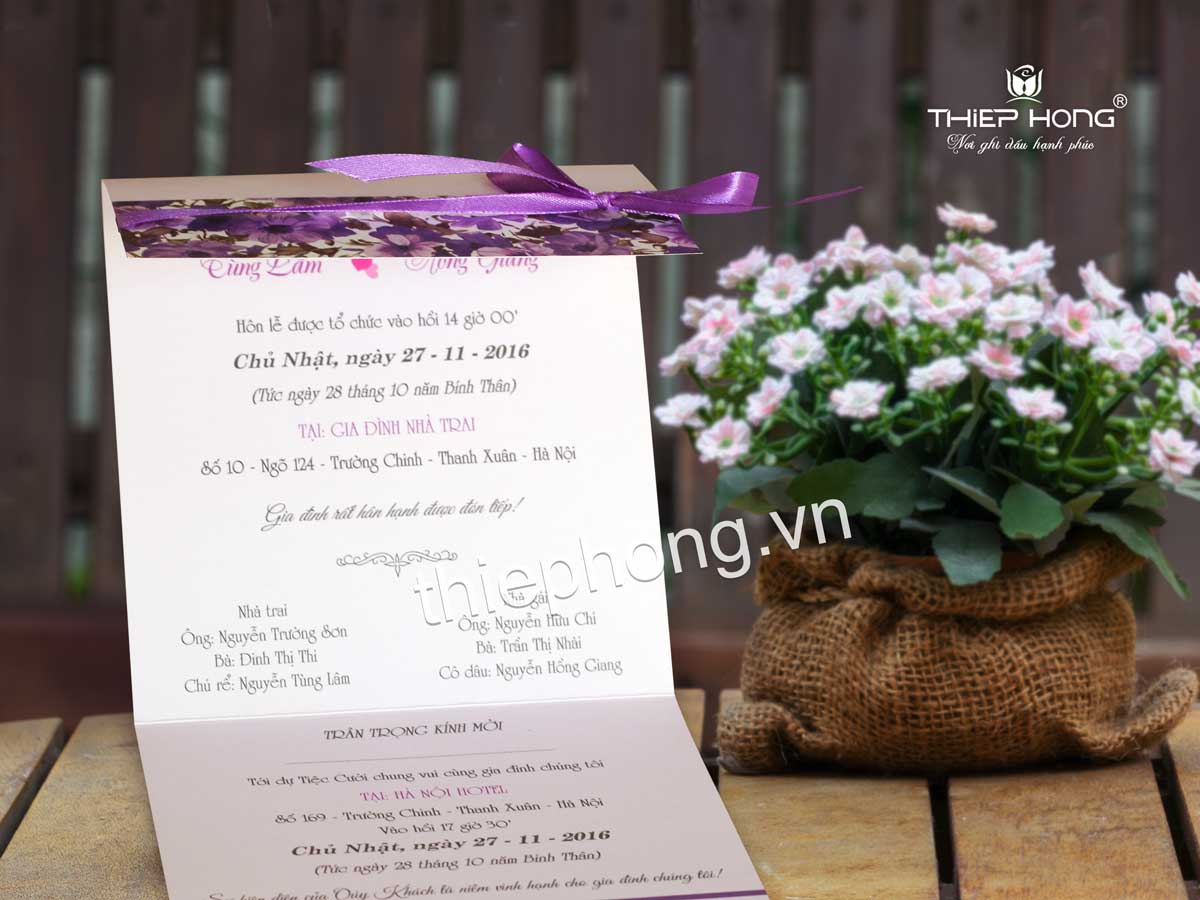 THIEP HONG®
Nơi ghi dấu hạnh phúc
Tùng Lâm Hồng Giang
Hôn lễ được tổ chức vào hồi 14 giờ 00'
Chủ Nhật, ngày 27 - 11 - 2016
(Tức ngày 28 tháng 10 năm Bính Thân)
TẠI: GIA ĐÌNH NHÀ TRAI
Số 10 - Ngõ 124 - Trường Chinh - Thanh Xuân - Hà Nội
Gia đình rất hân hạnh được đón tiếp!
thiephong.vn
Nhà trai
Ông: Nguyễn Trường Sơn
Bà: Đinh Thị Thi
Chú rể: Nguyễn Tùng Lâm
Nhà gái
Ông: Nguyễn Hữu Chi
Bà: Trần Thị Nhài
Cô dâu: Nguyễn Hồng Giang
TRÂN TRỌNG KÍNH MỜI
Tới dự Tiệc Cưới chung vui cùng gia đình chúng tôi
TẠI: HÀ NỘI HOTEL
Số 169 - Trường Chinh - Thanh Xuân - Hà Nội
Vào hồi 17 giờ 30'
Chủ Nhật, ngày 27 - 11 - 2016
(Tức ngày 28 tháng 10 năm Bính Thân)
Sự hiện diện của Qúy Khách là niềm vinh hạnh cho gia đình chúng tôi!